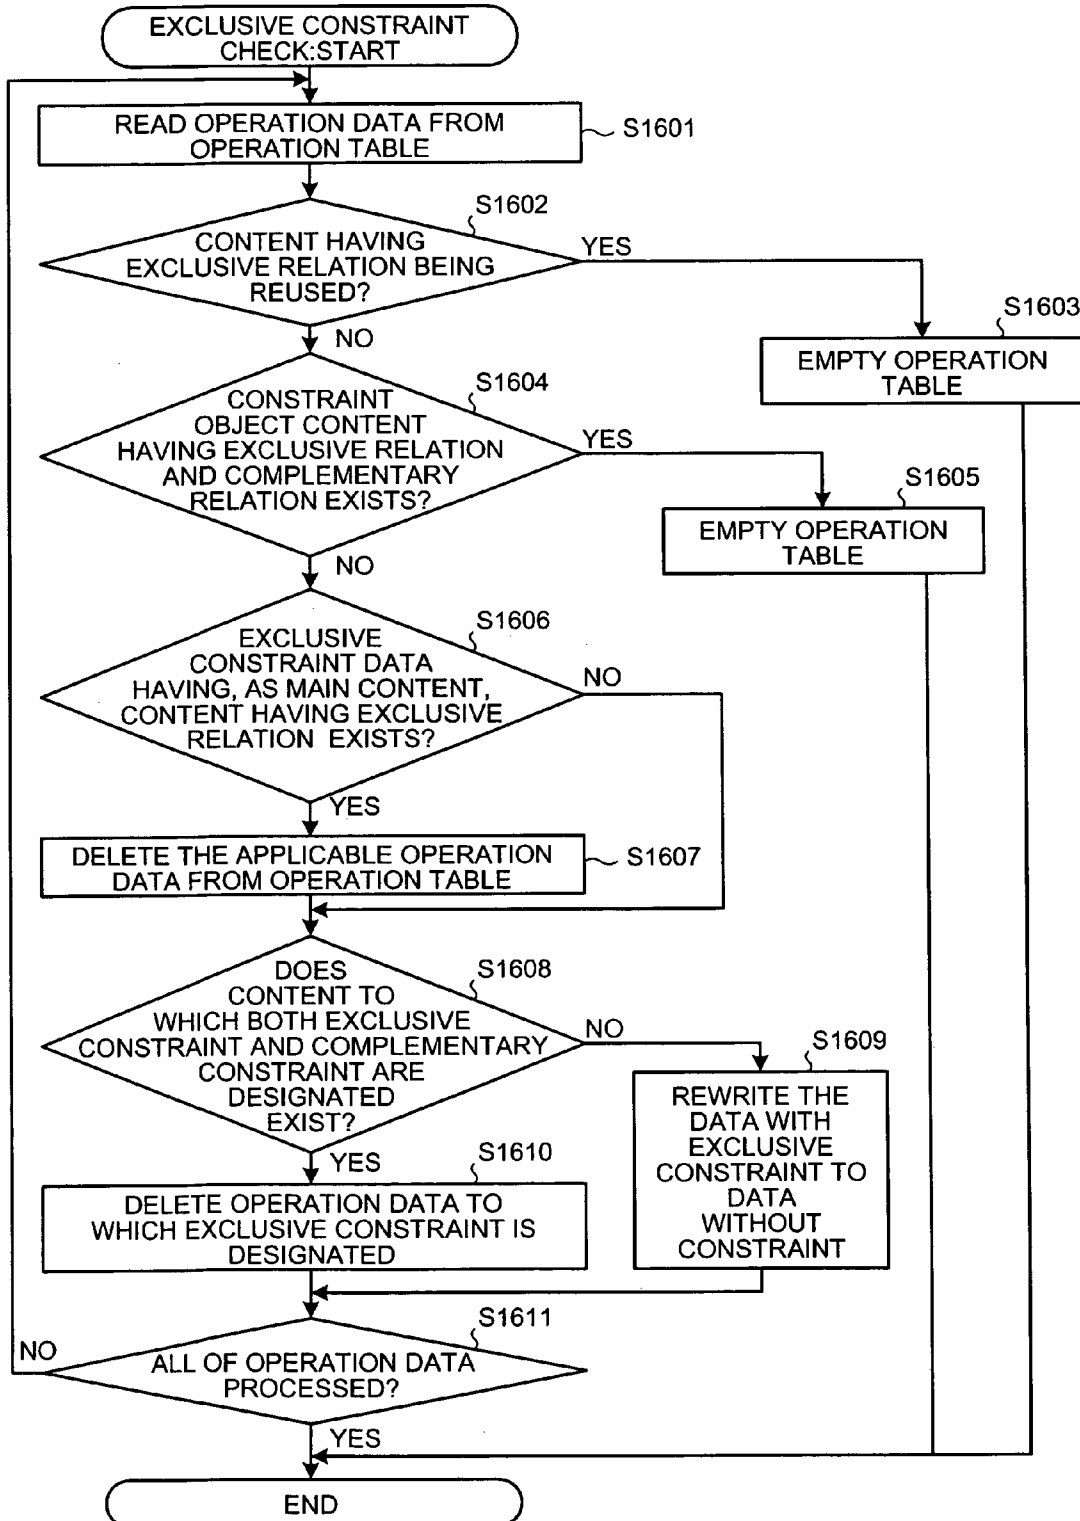 EXCLUSIVE CONSTRAINT
CHECK:START
READ OPERATION DATA FROM
OPERATION TABLE
S1601
S1602
CONTENT HAVING
EXCLUSIVE RELATION BEING
REUSED?
YES
NO
S1603
EMPTY OPERATION
TABLE
S1604
CONSTRAINT
OBJECT CONTENT
HAVING EXCLUSIVE RELATION
AND COMPLEMENTARY
RELATION EXISTS?
YES
NO
S1605
EMPTY OPERATION
TABLE
S1606
EXCLUSIVE
CONSTRAINT DATA
HAVING, AS MAIN CONTENT,
CONTENT HAVING EXCLUSIVE
RELATION EXISTS?
NO
YES
DELETE THE APPLICABLE OPERATION
DATA FROM OPERATION TABLE
S1607
S1608
DOES
CONTENT TO
WHICH BOTH EXCLUSIVE
CONSTRAINT AND COMPLEMENTARY
CONSTRAINT ARE
DESIGNATED
EXIST?
NO
YES
S1609
REWRITE THE
DATA WITH
EXCLUSIVE
CONSTRAINT TO
DATA
WITHOUT
CONSTRAINT
S1610
DELETE OPERATION DATA TO
WHICH EXCLUSIVE CONSTRAINT IS
DESIGNATED
S1611
NO
ALL OF OPERATION DATA
PROCESSED?
YES
END